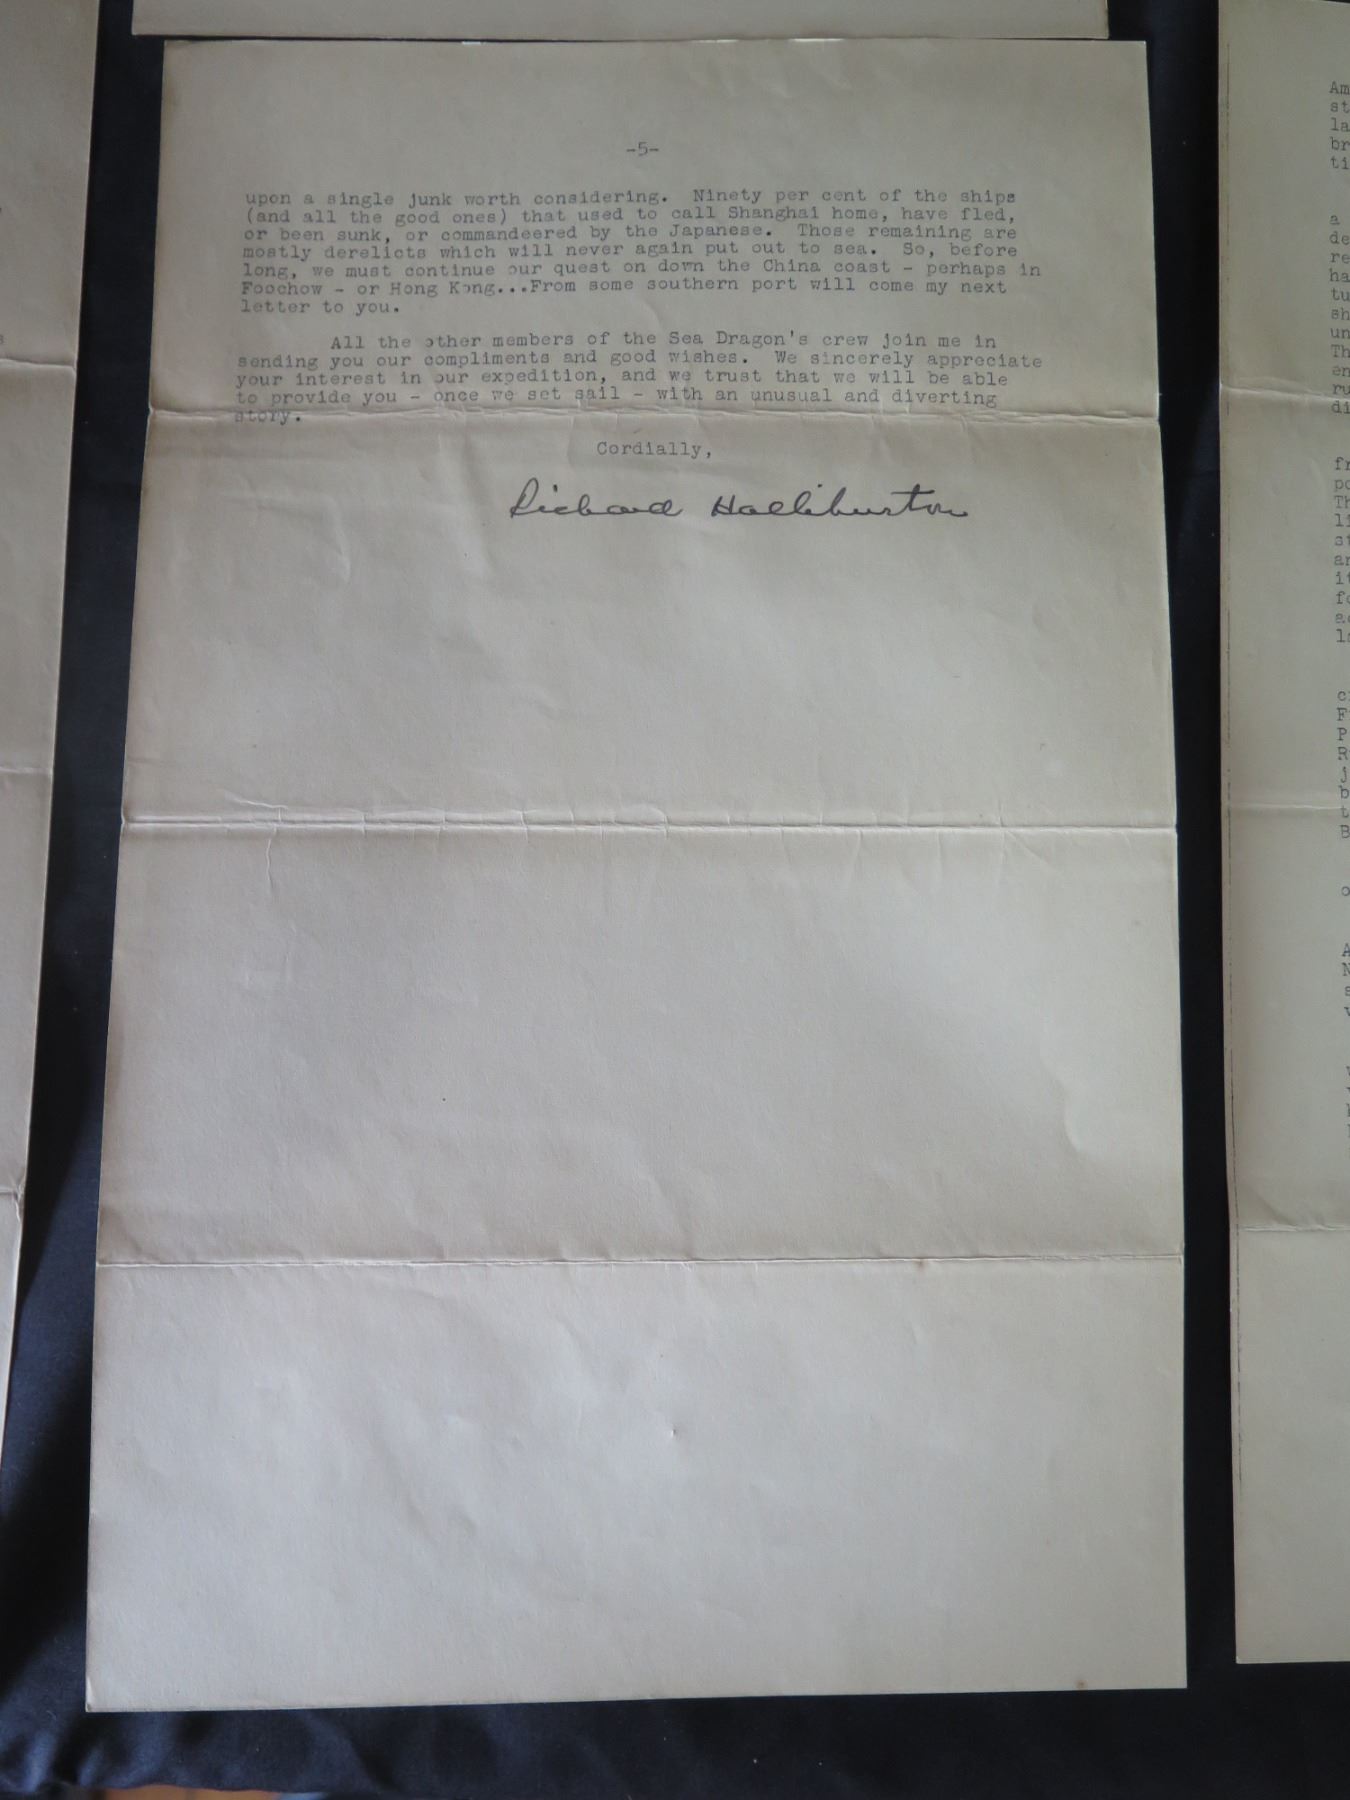 -5-
upon a single junk worth considering.  Ninety per cent of the ships
(and all the good ones) that used to call Shanghai home, have fled,
or been sunk, or commandeered by the Japanese.  Those remaining are
mostly derelicts which will never again put out to sea.  So, before
long, we must continue our quest on down the China coast - perhaps in
Foochow - or Hong Kong...From some southern port will come my next
letter to you.
All the other members of the Sea Dragon's crew join me in
sending you our compliments and good wishes.  We sincerely appreciate
your interest in our expedition, and we trust that we will be able
to provide you - once we set sail - with an unusual and diverting
story.
Cordially,
Richard Halliburton